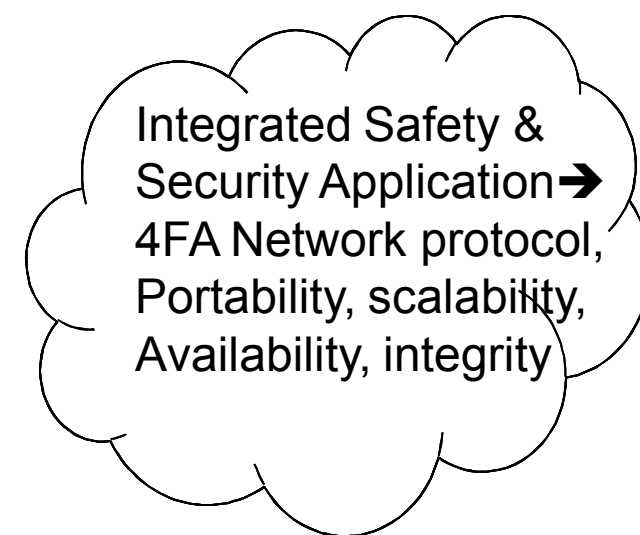 Integrated Safety &
Security Application➔
4FA Network protocol,
Portability, scalability,
Availability, integrity